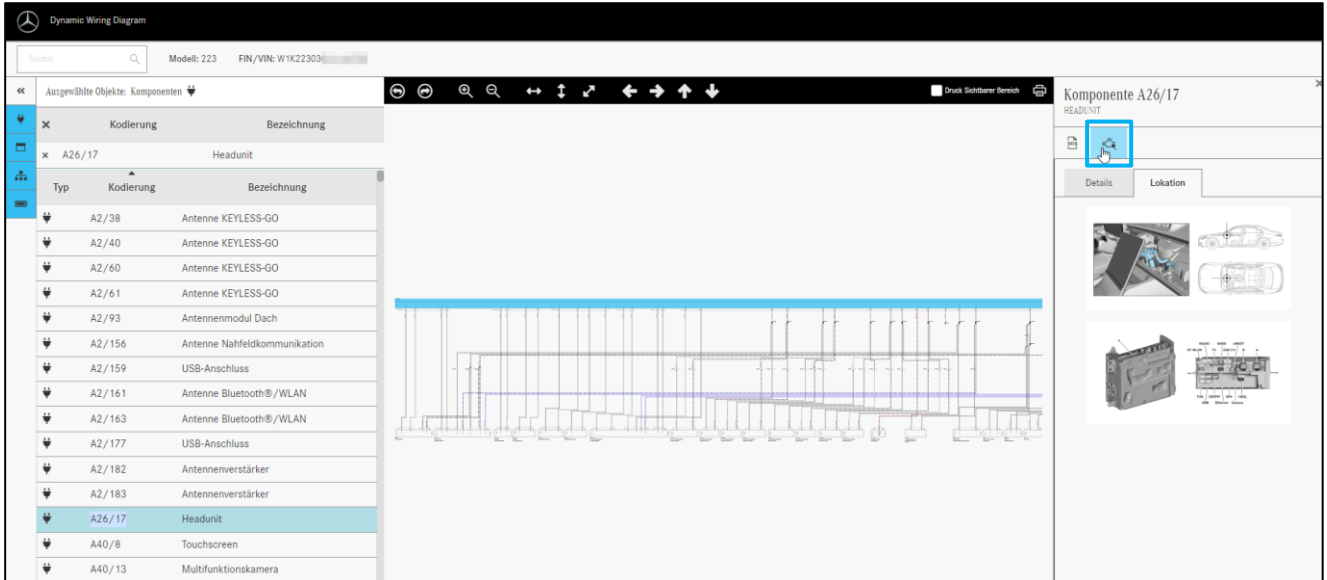 Dynamic Wiring Diagram
Suche
Modell: 223 FIN/VIN: W1K22303
Ausgewählte Objekte: Komponenten
Druck Sichtbarer Bereich
Kodierung Bezeichnung
A26/17 Headunit
Typ Kodierung Bezeichnung
A2/38 Antenne KEYLESS-GO
A2/40 Antenne KEYLESS-GO
A2/60 Antenne KEYLESS-GO
A2/61 Antenne KEYLESS-GO
A2/93 Antennenmodul Dach
A2/156 Antenne Nahfeldkommunikation
A2/159 USB-Anschluss
A2/161 Antenne Bluetooth®/WLAN
A2/163 Antenne Bluetooth®/WLAN
A2/177 USB-Anschluss
A2/182 Antennenverstärker
A2/183 Antennenverstärker
A26/17 Headunit
A40/8 Touchscreen
A40/13 Multifunktionskamera
Komponente A26/17
HEADUNIT
Details Lokation